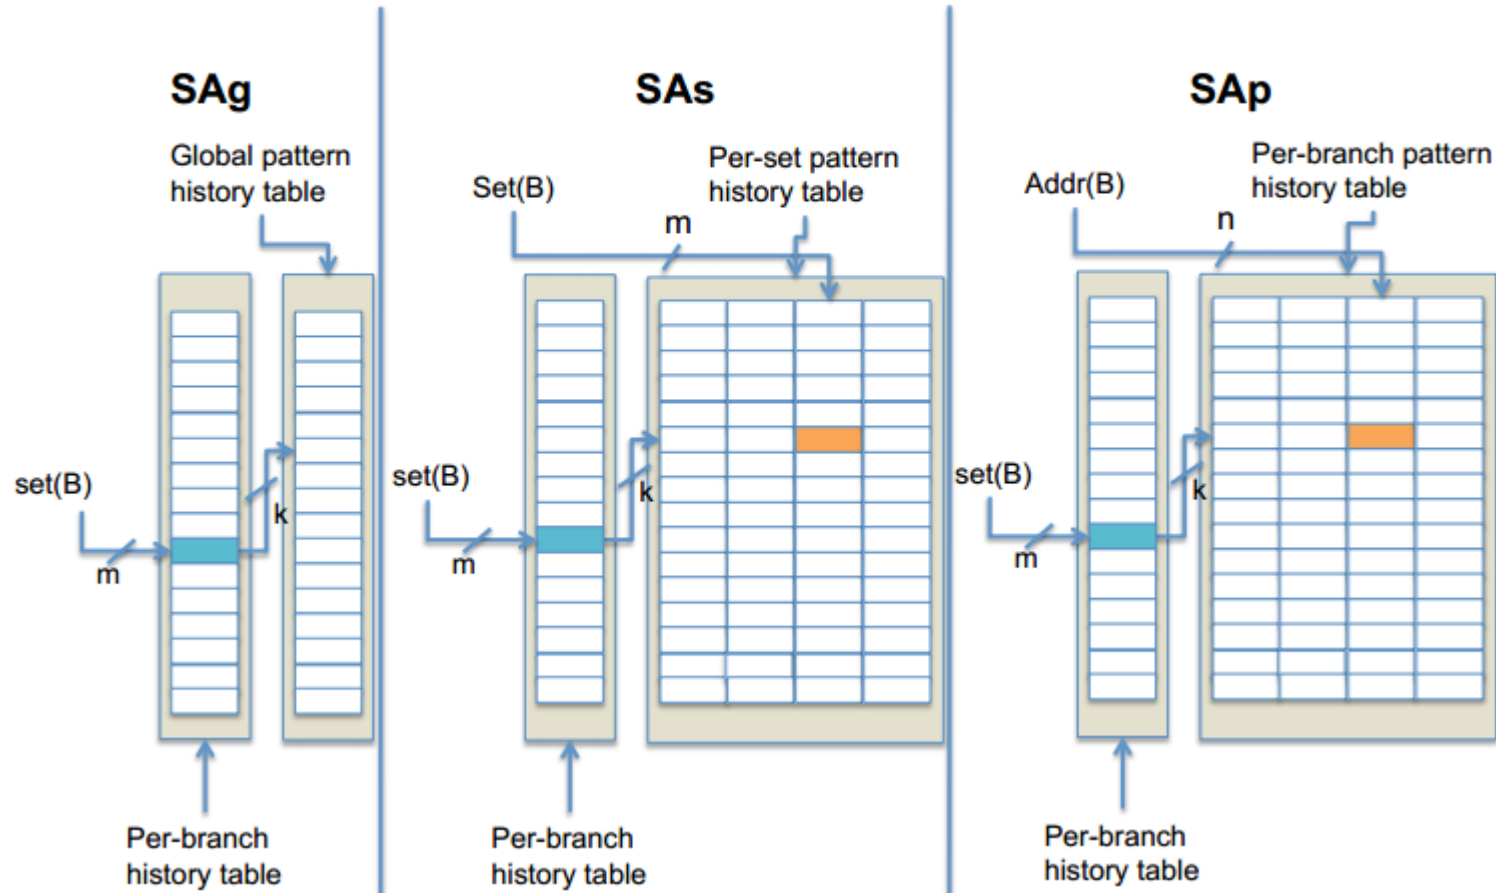 SAg
Global pattern
history table
set(B)
m
k
Per-branch
history table
SAs
Per-set pattern
history table
Set(B)
m
set(B)
m
k
Per-branch
history table
SAp
Per-branch pattern
history table
Addr(B)
n
set(B)
m
k
Per-branch
history table